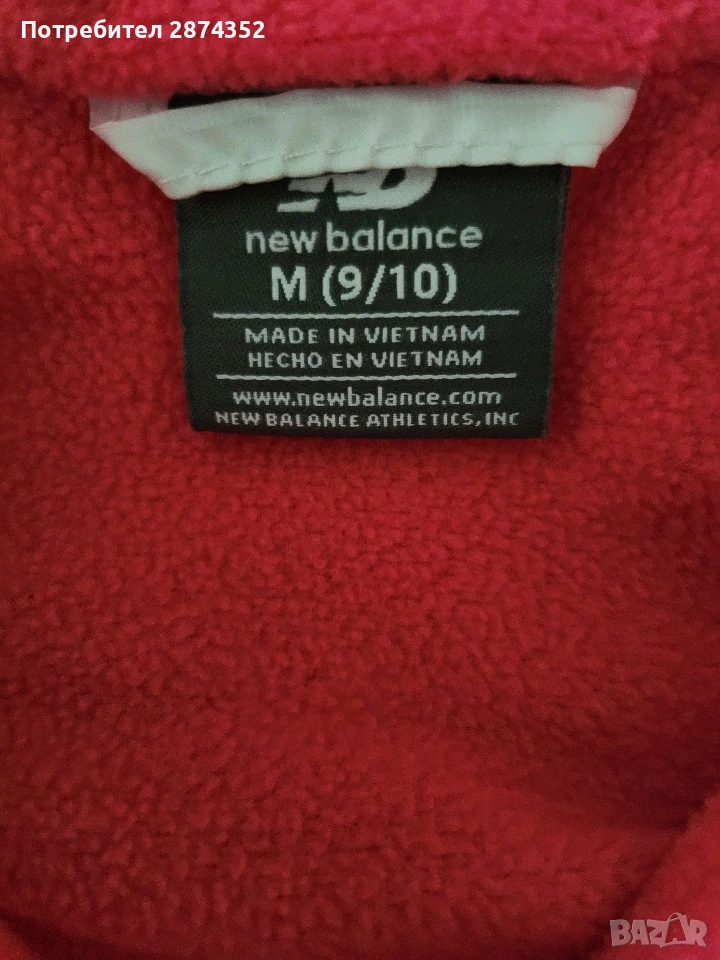 Потребител 2874352
new balance
M (9/10)
MADE IN VIETNAM
HECHO EN VIETNAM
www.newbalance.com
NEW BALANCE ATHLETICS, INC
BAZAR